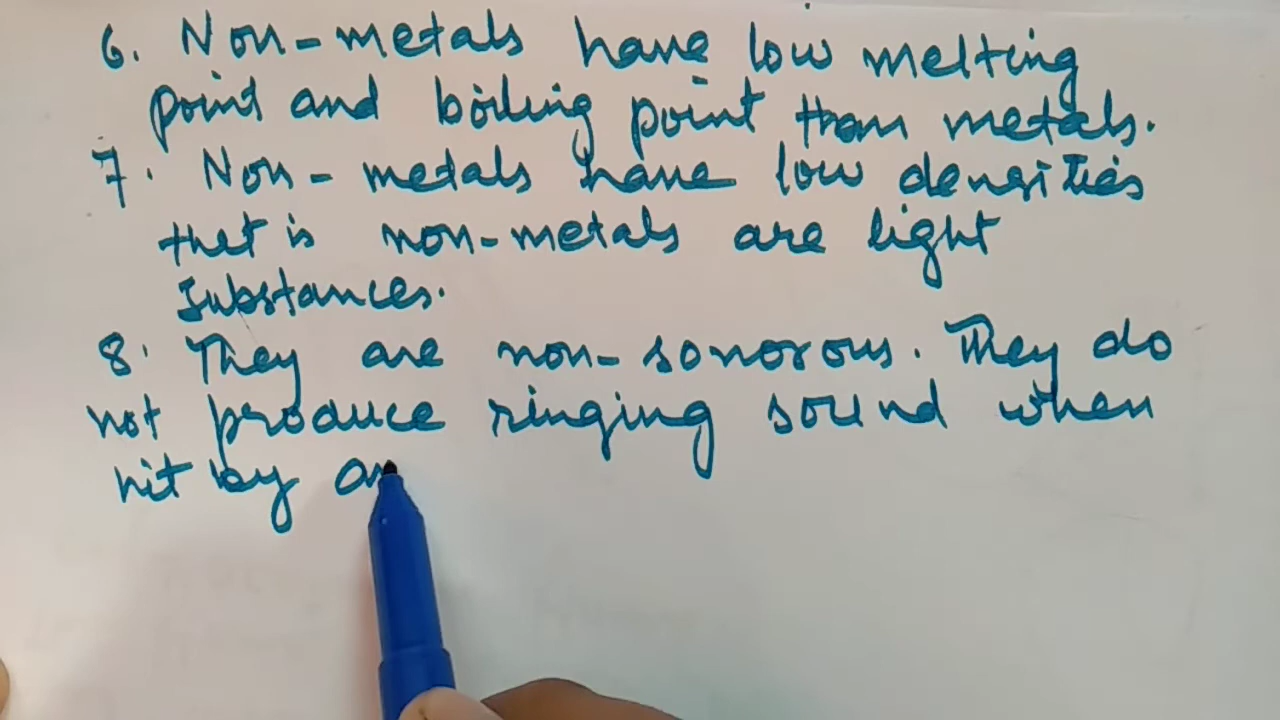 6. Non-metals have low melting
point and boiling point than metals.
7. Non-metals have low densities
that is non-metals are light
substances.
8. They are non-sonorous. They do
not produce ringing sound when
hit by an